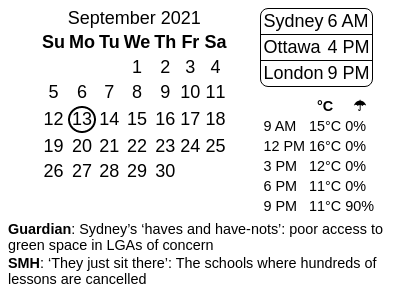 September 2021
Su Mo Tu We Th Fr Sa
1 2 3 4
5 6 7 8 9 10 11
12 13 14 15 16 17 18
19 20 21 22 23 24 25
26 27 28 29 30
Sydney 6 AM
Ottawa 4 PM
London 9 PM
°C ☂
9 AM 15°C 0%
12 PM 16°C 0%
3 PM 12°C 0%
6 PM 11°C 0%
9 PM 11°C 90%
Guardian: Sydney’s ‘haves and have-nots’: poor access to
green space in LGAs of concern
SMH: ‘They just sit there’: The schools where hundreds of
lessons are cancelled